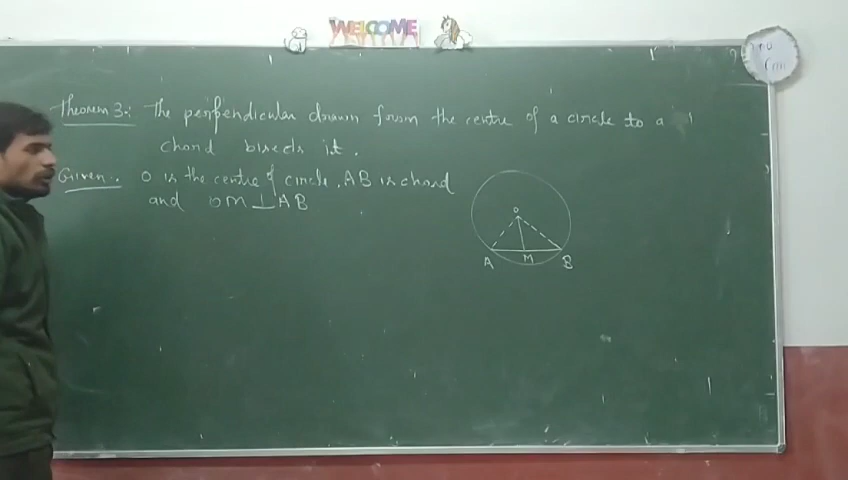 WELCOME
Theorem 3:- The perpendicular drawn from the centre of a circle to a
chord bisects it.
Given:- O is the centre of circle. AB is chord
and OM ⊥ AB
O
A M B